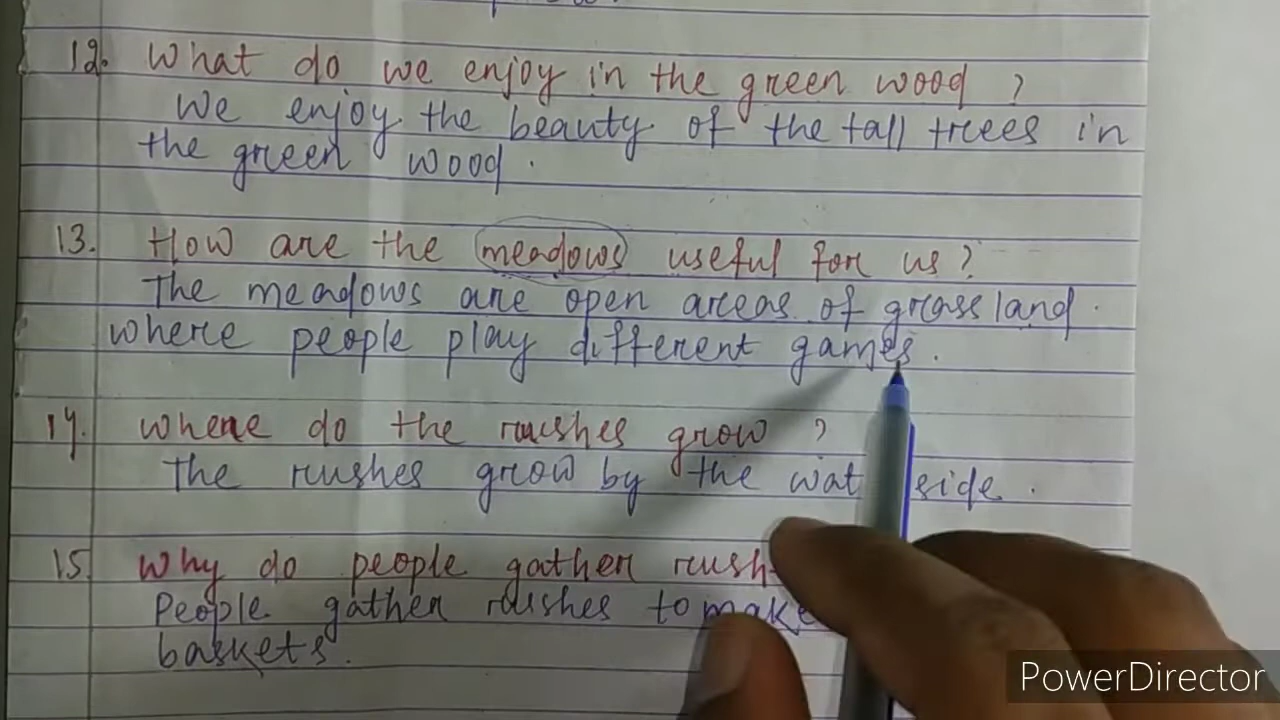 12. What do we enjoy in the green wood ?
We enjoy the beauty of the tall trees in
the green wood.
13. How are the meadows useful for us?
The meadows are open areas of grassland.
where people play different games.
14. Where do the rushes grow ?
The rushes grow by the wat side.
15. Why do people gather rush
People gather rushes to make
baskets.
PowerDirector